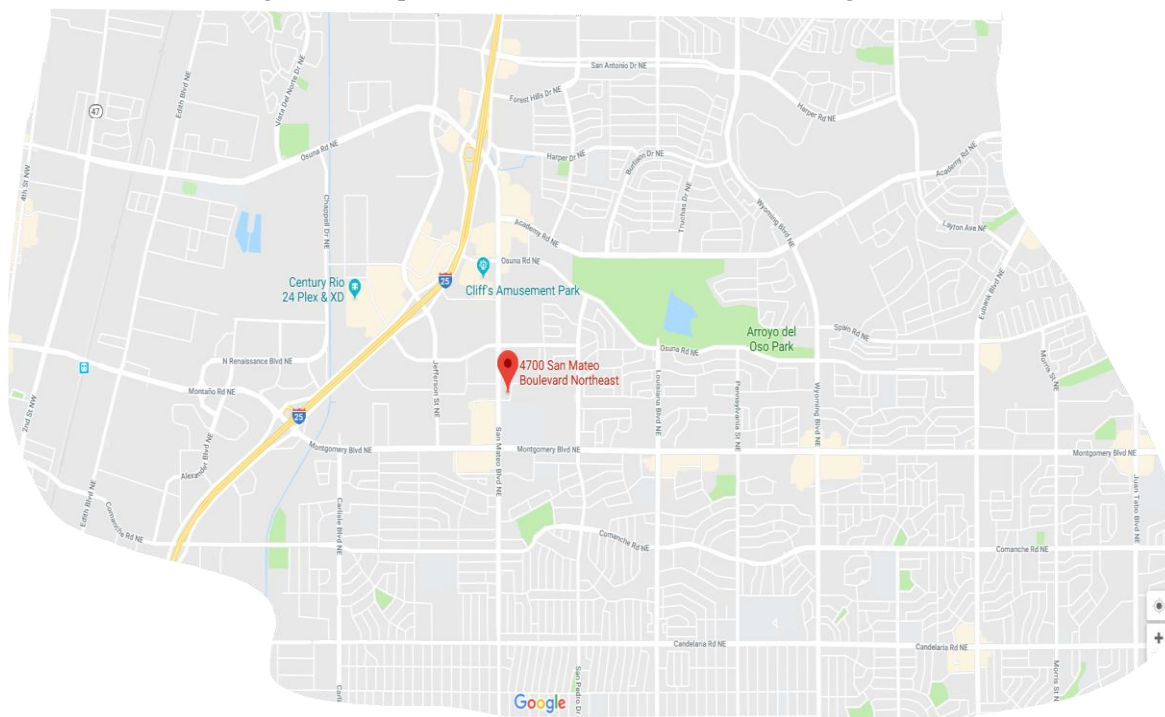 San Antonio Dr NE
Vista Del Norte Dr NE
Edith Blvd NE
Forest Hills Dr NE
47
Harper Rd NE
Osuna Rd NE
Harper Dr NE
Burlison Dr NE
Academy Rd NE
4th St NW
Chappell Dr NE
Truchas Dr NE
Wyoming Blvd NE
Academy Rd NE
Layton Ave NE
Osuna Rd NE
Century Rio
24 Plex & XD
25
Cliff's Amusement Park
Eubank Blvd NE
Arroyo del
Oso Park
Spain Rd NE
N Renaissance Blvd NE
Jefferson St NE
4700 San Mateo
Boulevard Northeast
Osuna Rd NE
Morris St NE
Montaño Rd NE
Louisiana Blvd NE
Pennsylvania St NE
Wyoming Blvd NE
2nd St NW
25
San Mateo Blvd NE
Montgomery Blvd NE
Montgomery Blvd NE
Alexander Blvd NE
Edith Blvd NE
Comanche Rd NE
Carlisle Blvd NE
Juan Tabo Blvd NE
Comanche Rd NE
Comanche Rd NE
Candelaria Rd NE
Candelaria Rd NE
San Pedro Dr
Morris St N
Carli
Google
+